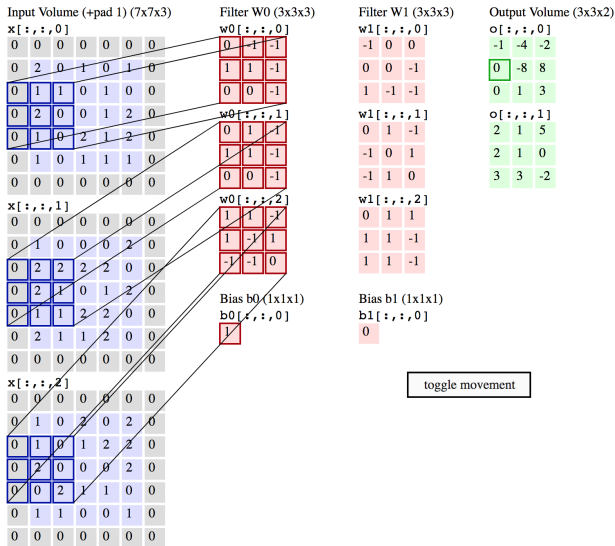 Input Volume (+pad 1) (7x7x3)
x[:,:,0]
0 0 0 0 0 0 0
0 2 0 1 0 1 0
0 1 1 0 1 0 0
0 2 0 0 1 2 0
0 1 0 2 1 2 0
0 1 0 1 1 1 0
0 0 0 0 0 0 0
x[:,:,1]
0 0 0 0 0 0 0
0 1 0 0 0 2 0
0 2 2 2 2 0 0
0 2 1 0 1 2 0
0 1 1 2 2 0 0
0 2 1 1 2 0 0
0 0 0 0 0 0 0
x[:,:,2]
0 0 0 0 0 0 0
0 1 0 2 0 2 0
0 1 0 1 2 2 0
0 2 0 0 0 2 0
0 0 2 1 1 0 0
0 1 1 0 0 1 0
0 0 0 0 0 0 0
Filter W0 (3x3x3)
w0[:,:,0]
0 -1 -1
1 1 -1
0 0 -1
w0[:,:,1]
0 1 -1
1 1 -1
0 0 -1
w0[:,:,2]
1 1 -1
1 -1 1
-1 -1 0
Bias b0 (1x1x1)
b0[:,:,0]
1
Filter W1 (3x3x3)
w1[:,:,0]
-1 0 0
0 0 -1
1 -1 -1
w1[:,:,1]
0 1 -1
-1 0 1
-1 1 0
w1[:,:,2]
0 1 1
1 1 -1
1 1 -1
Bias b1 (1x1x1)
b1[:,:,0]
0
Output Volume (3x3x2)
o[:,:,0]
-1 -4 -2
0 -8 8
0 1 3
o[:,:,1]
2 1 5
2 1 0
3 3 -2
toggle movement